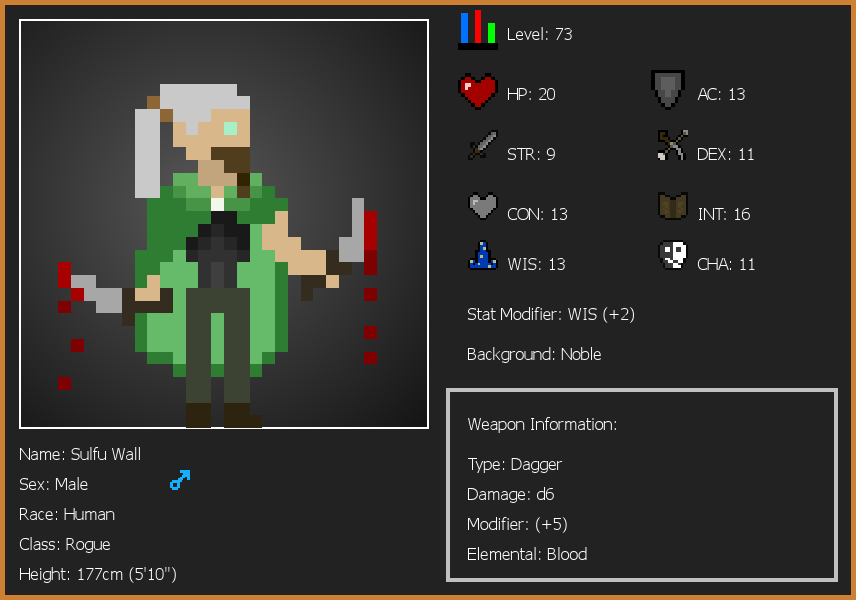 Level: 73
HP: 20
AC: 13
STR: 9
DEX: 11
CON: 13
INT: 16
WIS: 13
CHA: 11
Stat Modifier: WIS (+2)
Background: Noble
Weapon Information:
Type: Dagger
Damage: d6
Modifier: (+5)
Elemental: Blood
Name: Sulfu Wall
Sex: Male
Race: Human
Class: Rogue
Height: 177cm (5'10")